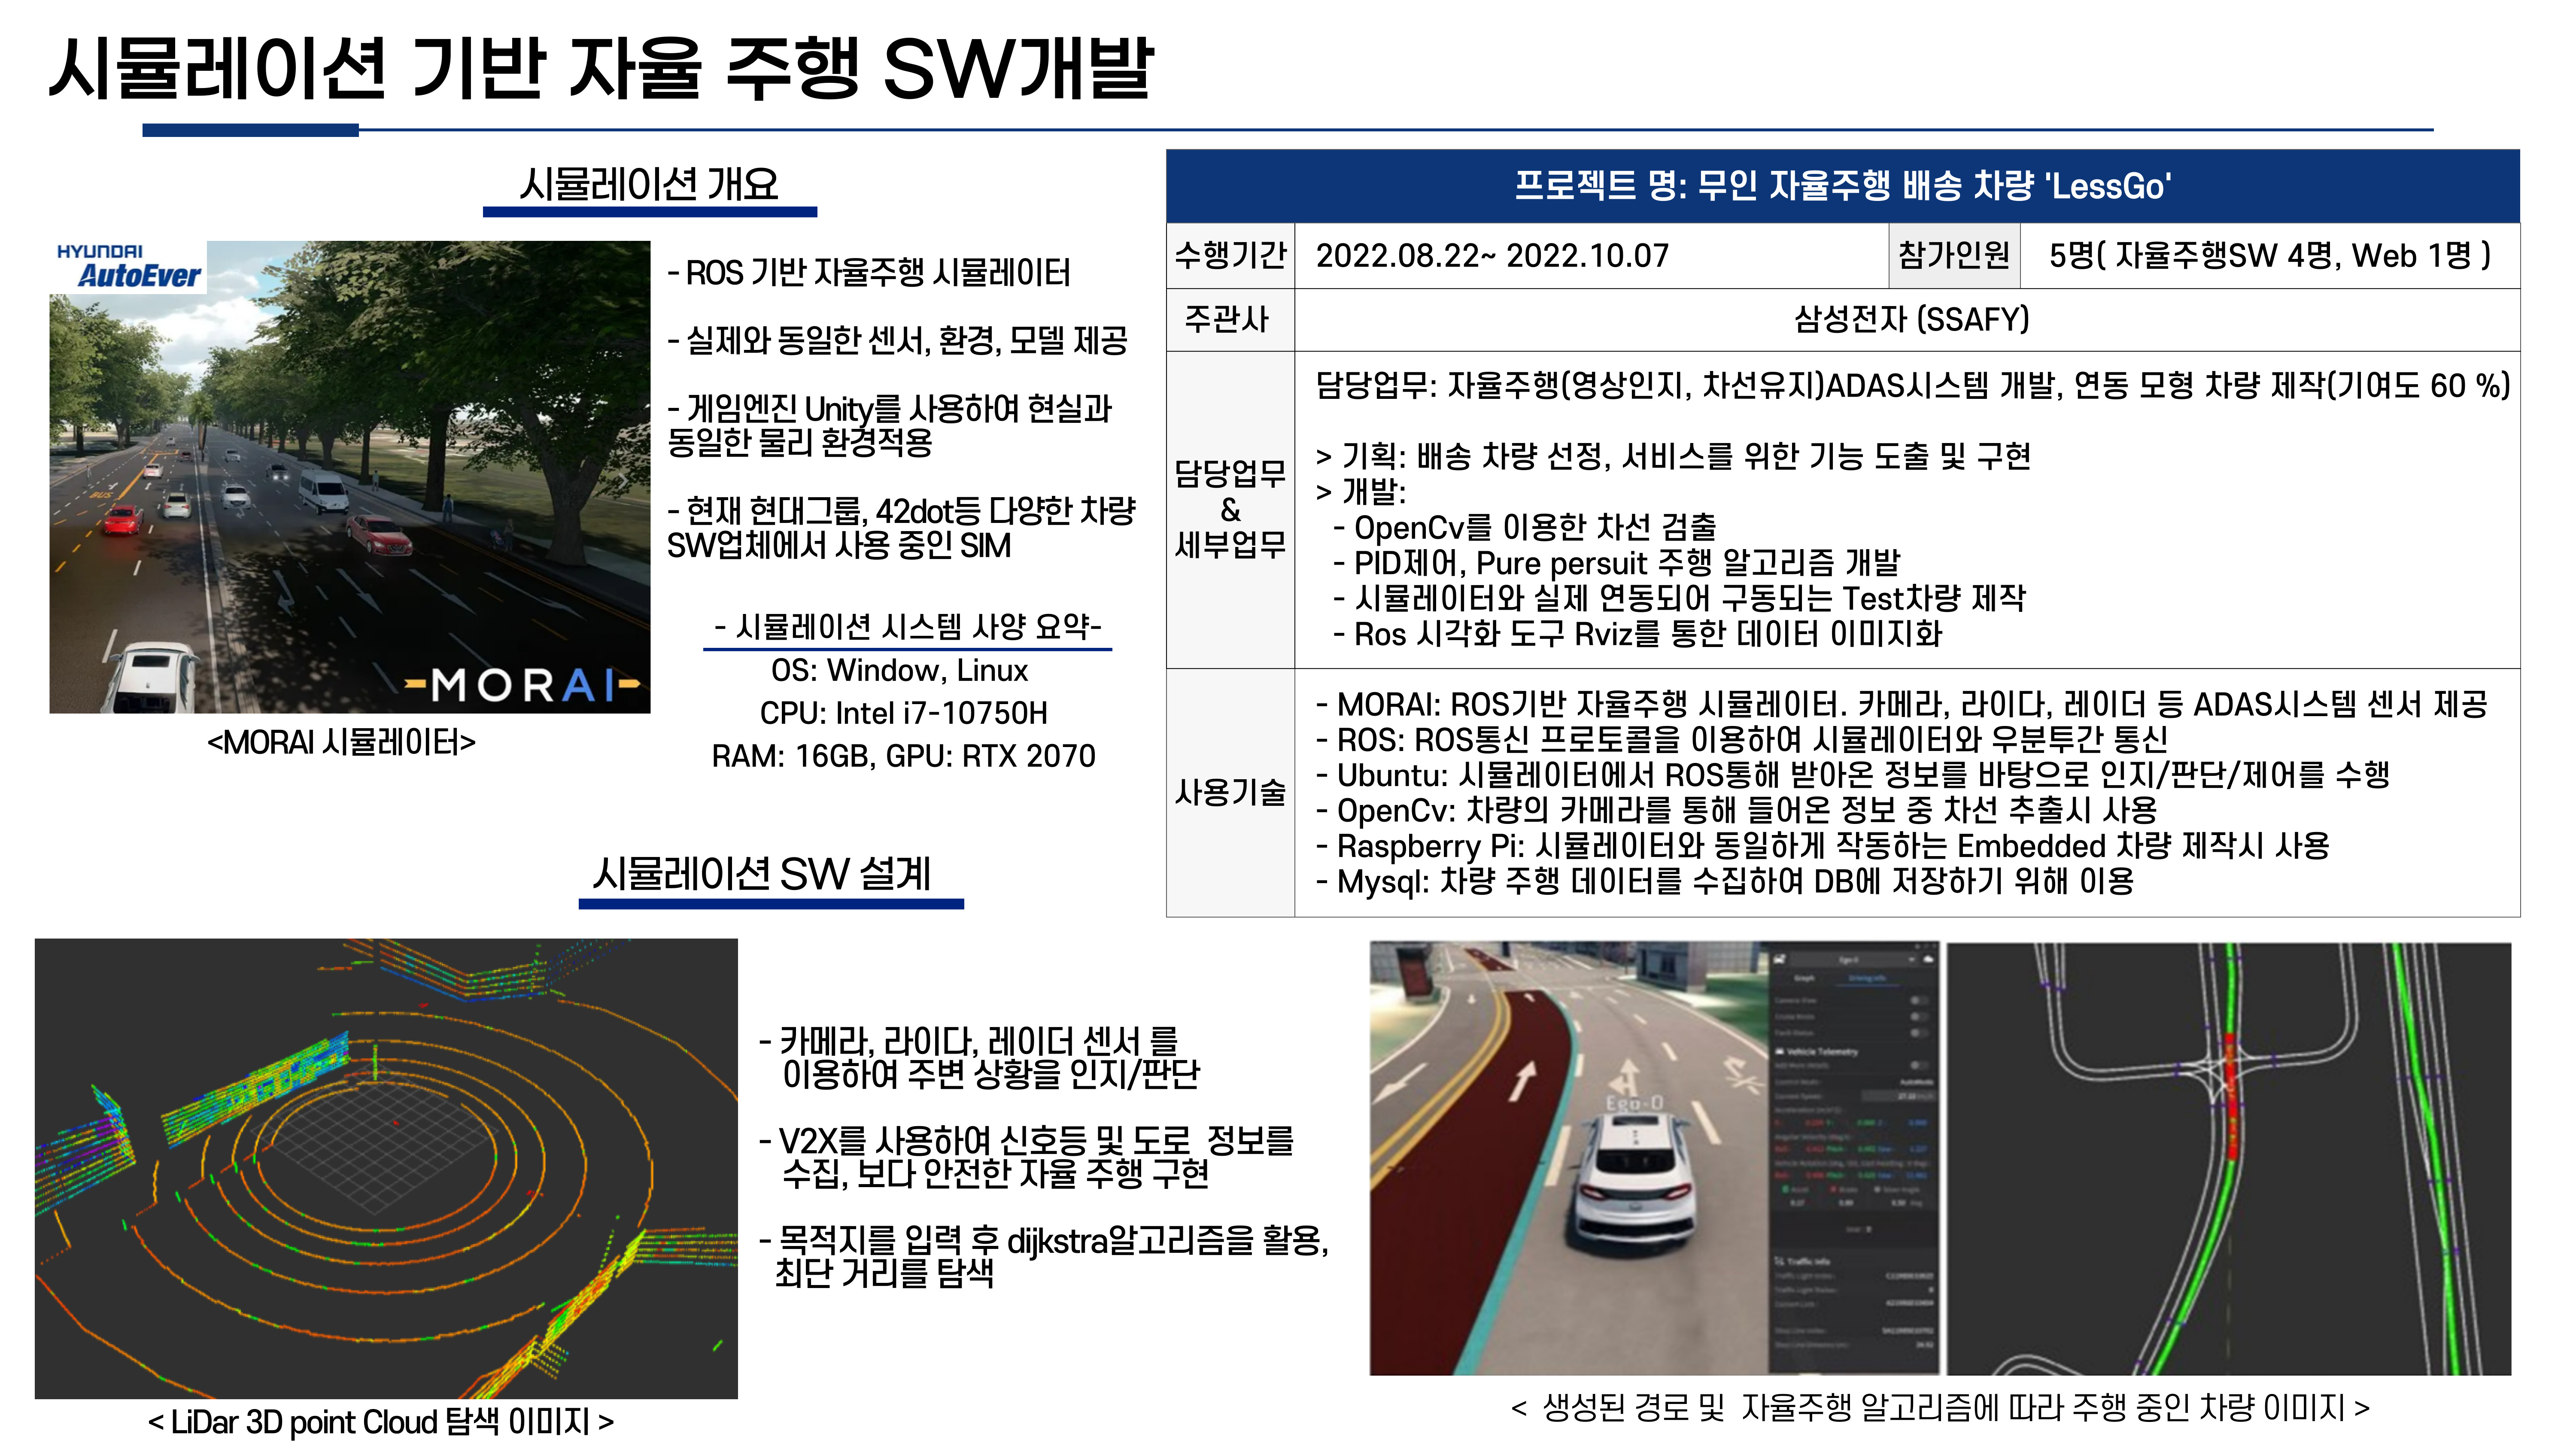 시뮬레이션 기반 자율 주행 SW개발
시뮬레이션 개요
HYUNDAI
AutoEver
BUS
MORAI
<MORAI 시뮬레이터>
- ROS 기반 자율주행 시뮬레이터
- 실제와 동일한 센서, 환경, 모델 제공
- 게임엔진 Unity를 사용하여 현실과
동일한 물리 환경적용
- 현재 현대그룹, 42dot등 다양한 차량
SW업체에서 사용 중인 SIM
- 시뮬레이션 시스템 사양 요약-
OS: Window, Linux
CPU: Intel i7-10750H
RAM: 16GB, GPU: RTX 2070
프로젝트 명: 무인 자율주행 배송 차량 'LessGo'
수행기간 2022.08.22~ 2022.10.07 참가인원 5명( 자율주행SW 4명, Web 1명 )
주관사 삼성전자 (SSAFY)
담당업무
&
세부업무
담당업무: 자율주행(영상인지, 차선유지)ADAS시스템 개발, 연동 모형 차량 제작(기여도 60 %)
> 기획: 배송 차량 선정, 서비스를 위한 기능 도출 및 구현
> 개발:
- OpenCv를 이용한 차선 검출
- PID제어, Pure persuit 주행 알고리즘 개발
- 시뮬레이터와 실제 연동되어 구동되는 Test차량 제작
- Ros 시각화 도구 Rviz를 통한 데이터 이미지화
사용기술
- MORAI: ROS기반 자율주행 시뮬레이터. 카메라, 라이다, 레이더 등 ADAS시스템 센서 제공
- ROS: ROS통신 프로토콜을 이용하여 시뮬레이터와 우분투간 통신
- Ubuntu: 시뮬레이터에서 ROS통해 받아온 정보를 바탕으로 인지/판단/제어를 수행
- OpenCv: 차량의 카메라를 통해 들어온 정보 중 차선 추출시 사용
- Raspberry Pi: 시뮬레이터와 동일하게 작동하는 Embedded 차량 제작시 사용
- Mysql: 차량 주행 데이터를 수집하여 DB에 저장하기 위해 이용
시뮬레이션 SW 설계
< LiDar 3D point Cloud 탐색 이미지 >
- 카메라, 라이다, 레이더 센서 를
이용하여 주변 상황을 인지/판단
- V2X를 사용하여 신호등 및 도로 정보를
수집, 보다 안전한 자율 주행 구현
- 목적지를 입력 후 dijkstra알고리즘을 활용,
최단 거리를 탐색
Ego-0
Ego-0
Graph
Vehicle Telemetry
Traffic Info
< 생성된 경로 및 자율주행 알고리즘에 따라 주행 중인 차량 이미지 >